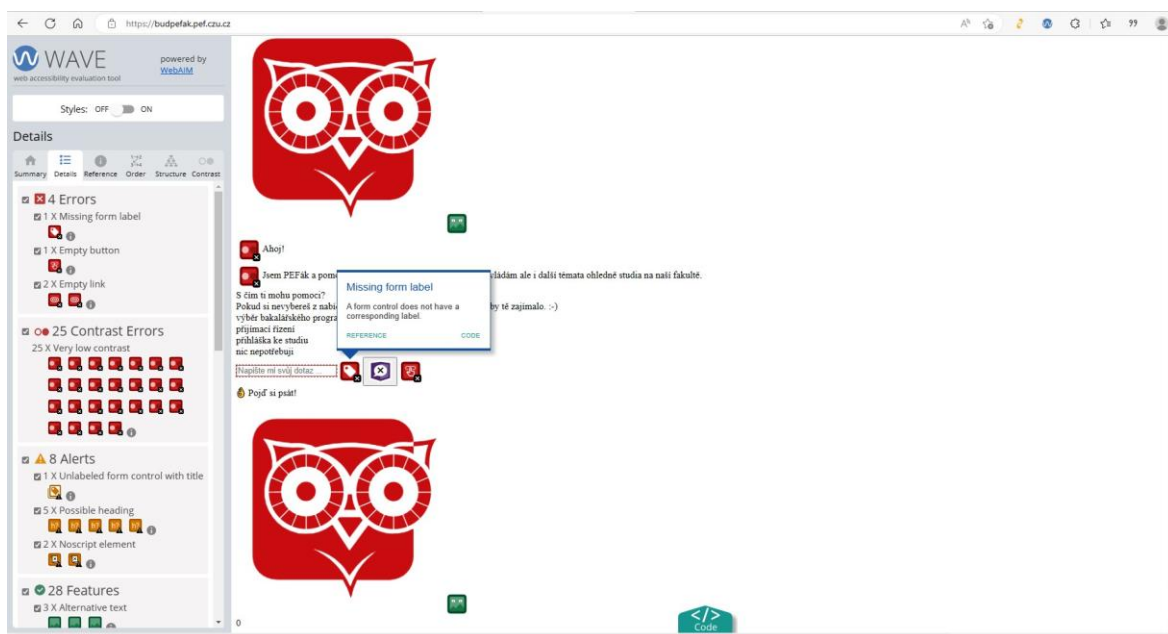 https://budpefak.pef.czu.cz
WAVE
web accessibility evaluation tool
powered by
WebAIM
Styles: OFF ON
Details
Summary Details Reference Order Structure Contrast
4 Errors
1 X Missing form label
1 X Empty button
2 X Empty link
25 Contrast Errors
25 X Very low contrast
8 Alerts
1 X Unlabeled form control with title
5 X Possible heading
2 X Noscript element
28 Features
3 X Alternative text
Ahoj!
Jsem PEFák a pomo
vládám ale i další témata ohledně studia na naší fakultě.
S čím ti mohu pomoci?
Pokud si nevybereš z nabí
by tě zajímalo. :-)
výběr bakalářského progra
přijímací řízení
přihláška ke studiu
nic nepotřebuji
Missing form label
A form control does not have a
corresponding label.
REFERENCE CODE
Napište mi svůj dotaz
Pojď si psát!
0
</>
Code